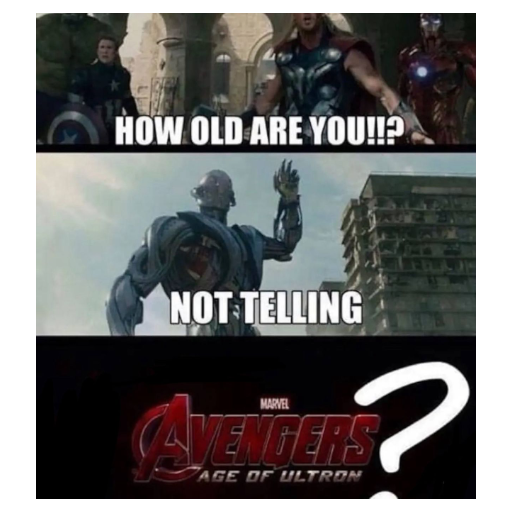 HOW OLD ARE YOU!!?
NOT TELLING
MARVEL
AVENGERS ?
AGE OF ULTRON